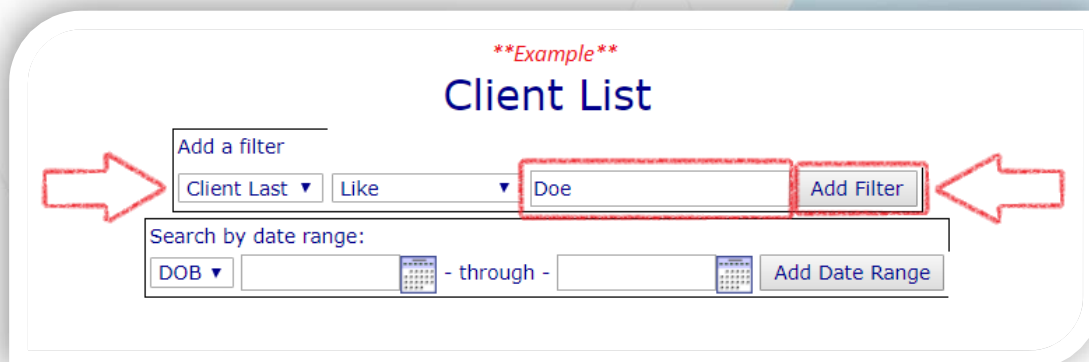 **Example**
Client List
Add a filter
Client Last Like Doe Add Filter
Search by date range:
DOB - through - Add Date Range